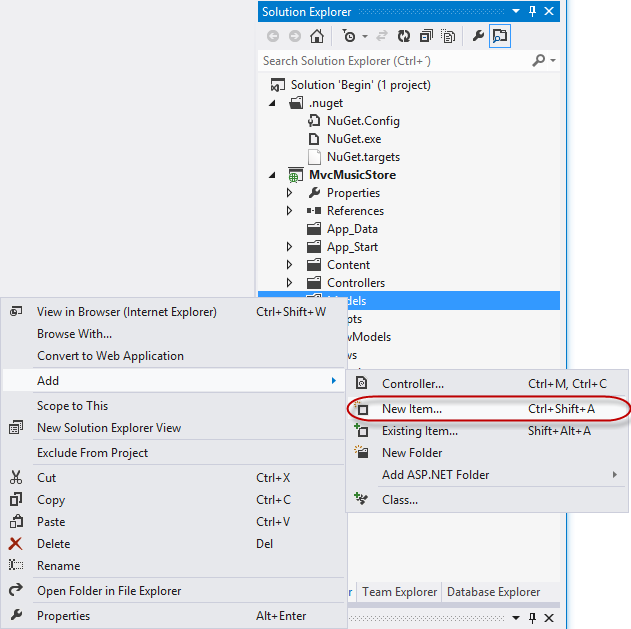 Solution Explorer
Search Solution Explorer (Ctrl+´)
Solution 'Begin' (1 project)
.nuget
NuGet.Config
NuGet.exe
NuGet.targets
MvcMusicStore
Properties
References
App_Data
App_Start
Content
Controllers
Models
pts
wModels
ws
View in Browser (Internet Explorer) Ctrl+Shift+W
Browse With...
Convert to Web Application
Add
Scope to This
New Solution Explorer View
Exclude From Project
Cut Ctrl+X
Copy Ctrl+C
Paste Ctrl+V
Delete Del
Rename
Open Folder in File Explorer
Properties Alt+Enter
Controller... Ctrl+M, Ctrl+C
New Item... Ctrl+Shift+A
Existing Item... Shift+Alt+A
New Folder
Add ASP.NET Folder
Class...
r Team Explorer Database Explorer